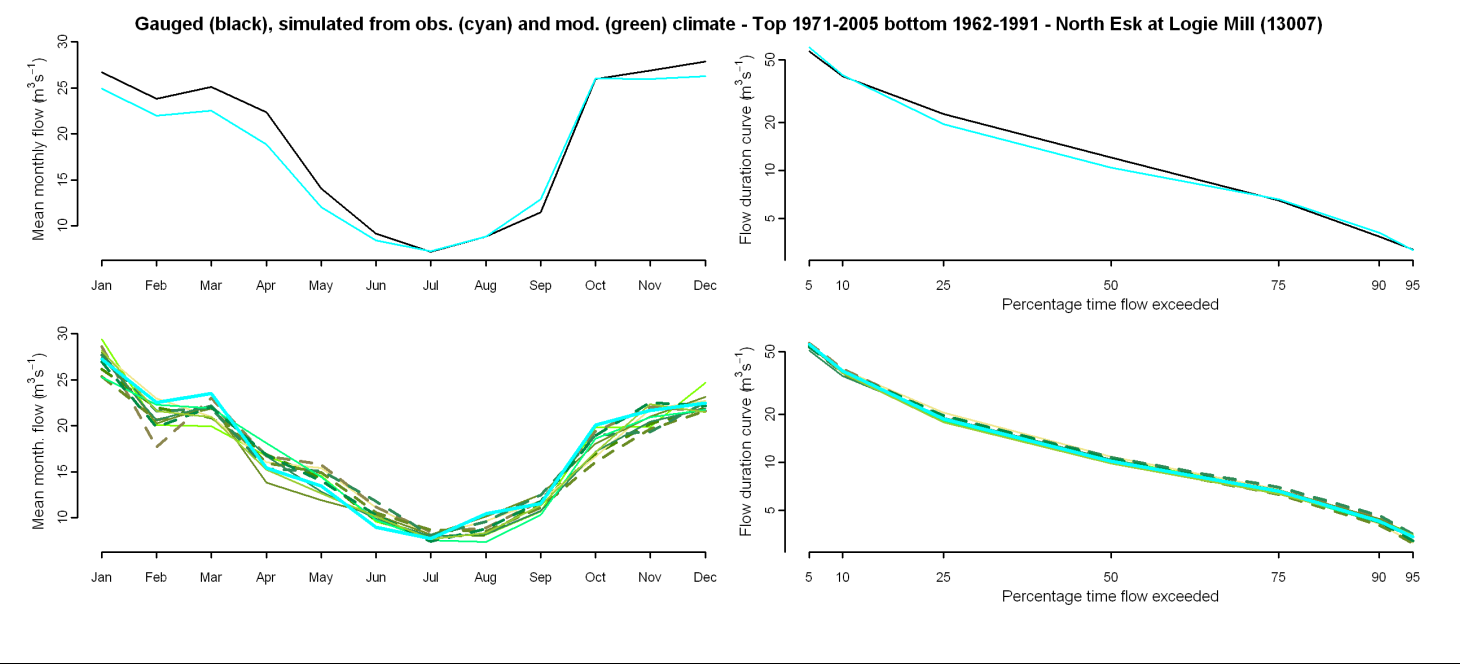 Gauged (black), simulated from obs. (cyan) and mod. (green) climate - Top 1971-2005 bottom 1962-1991 - North Esk at Logie Mill (13007)
Mean monthly flow (m³s⁻¹)
30
25
20
15
10
Jan Feb Mar Apr May Jun Jul Aug Sep Oct Nov Dec
Flow duration curve (m³s⁻¹)
50
20
10
5
5 10 25 50 75 90 95
Percentage time flow exceeded
Mean month. flow (m³s⁻¹)
30
25
20
15
10
Jan Feb Mar Apr May Jun Jul Aug Sep Oct Nov Dec
Flow duration curve (m³s⁻¹)
50
20
10
5
5 10 25 50 75 90 95
Percentage time flow exceeded